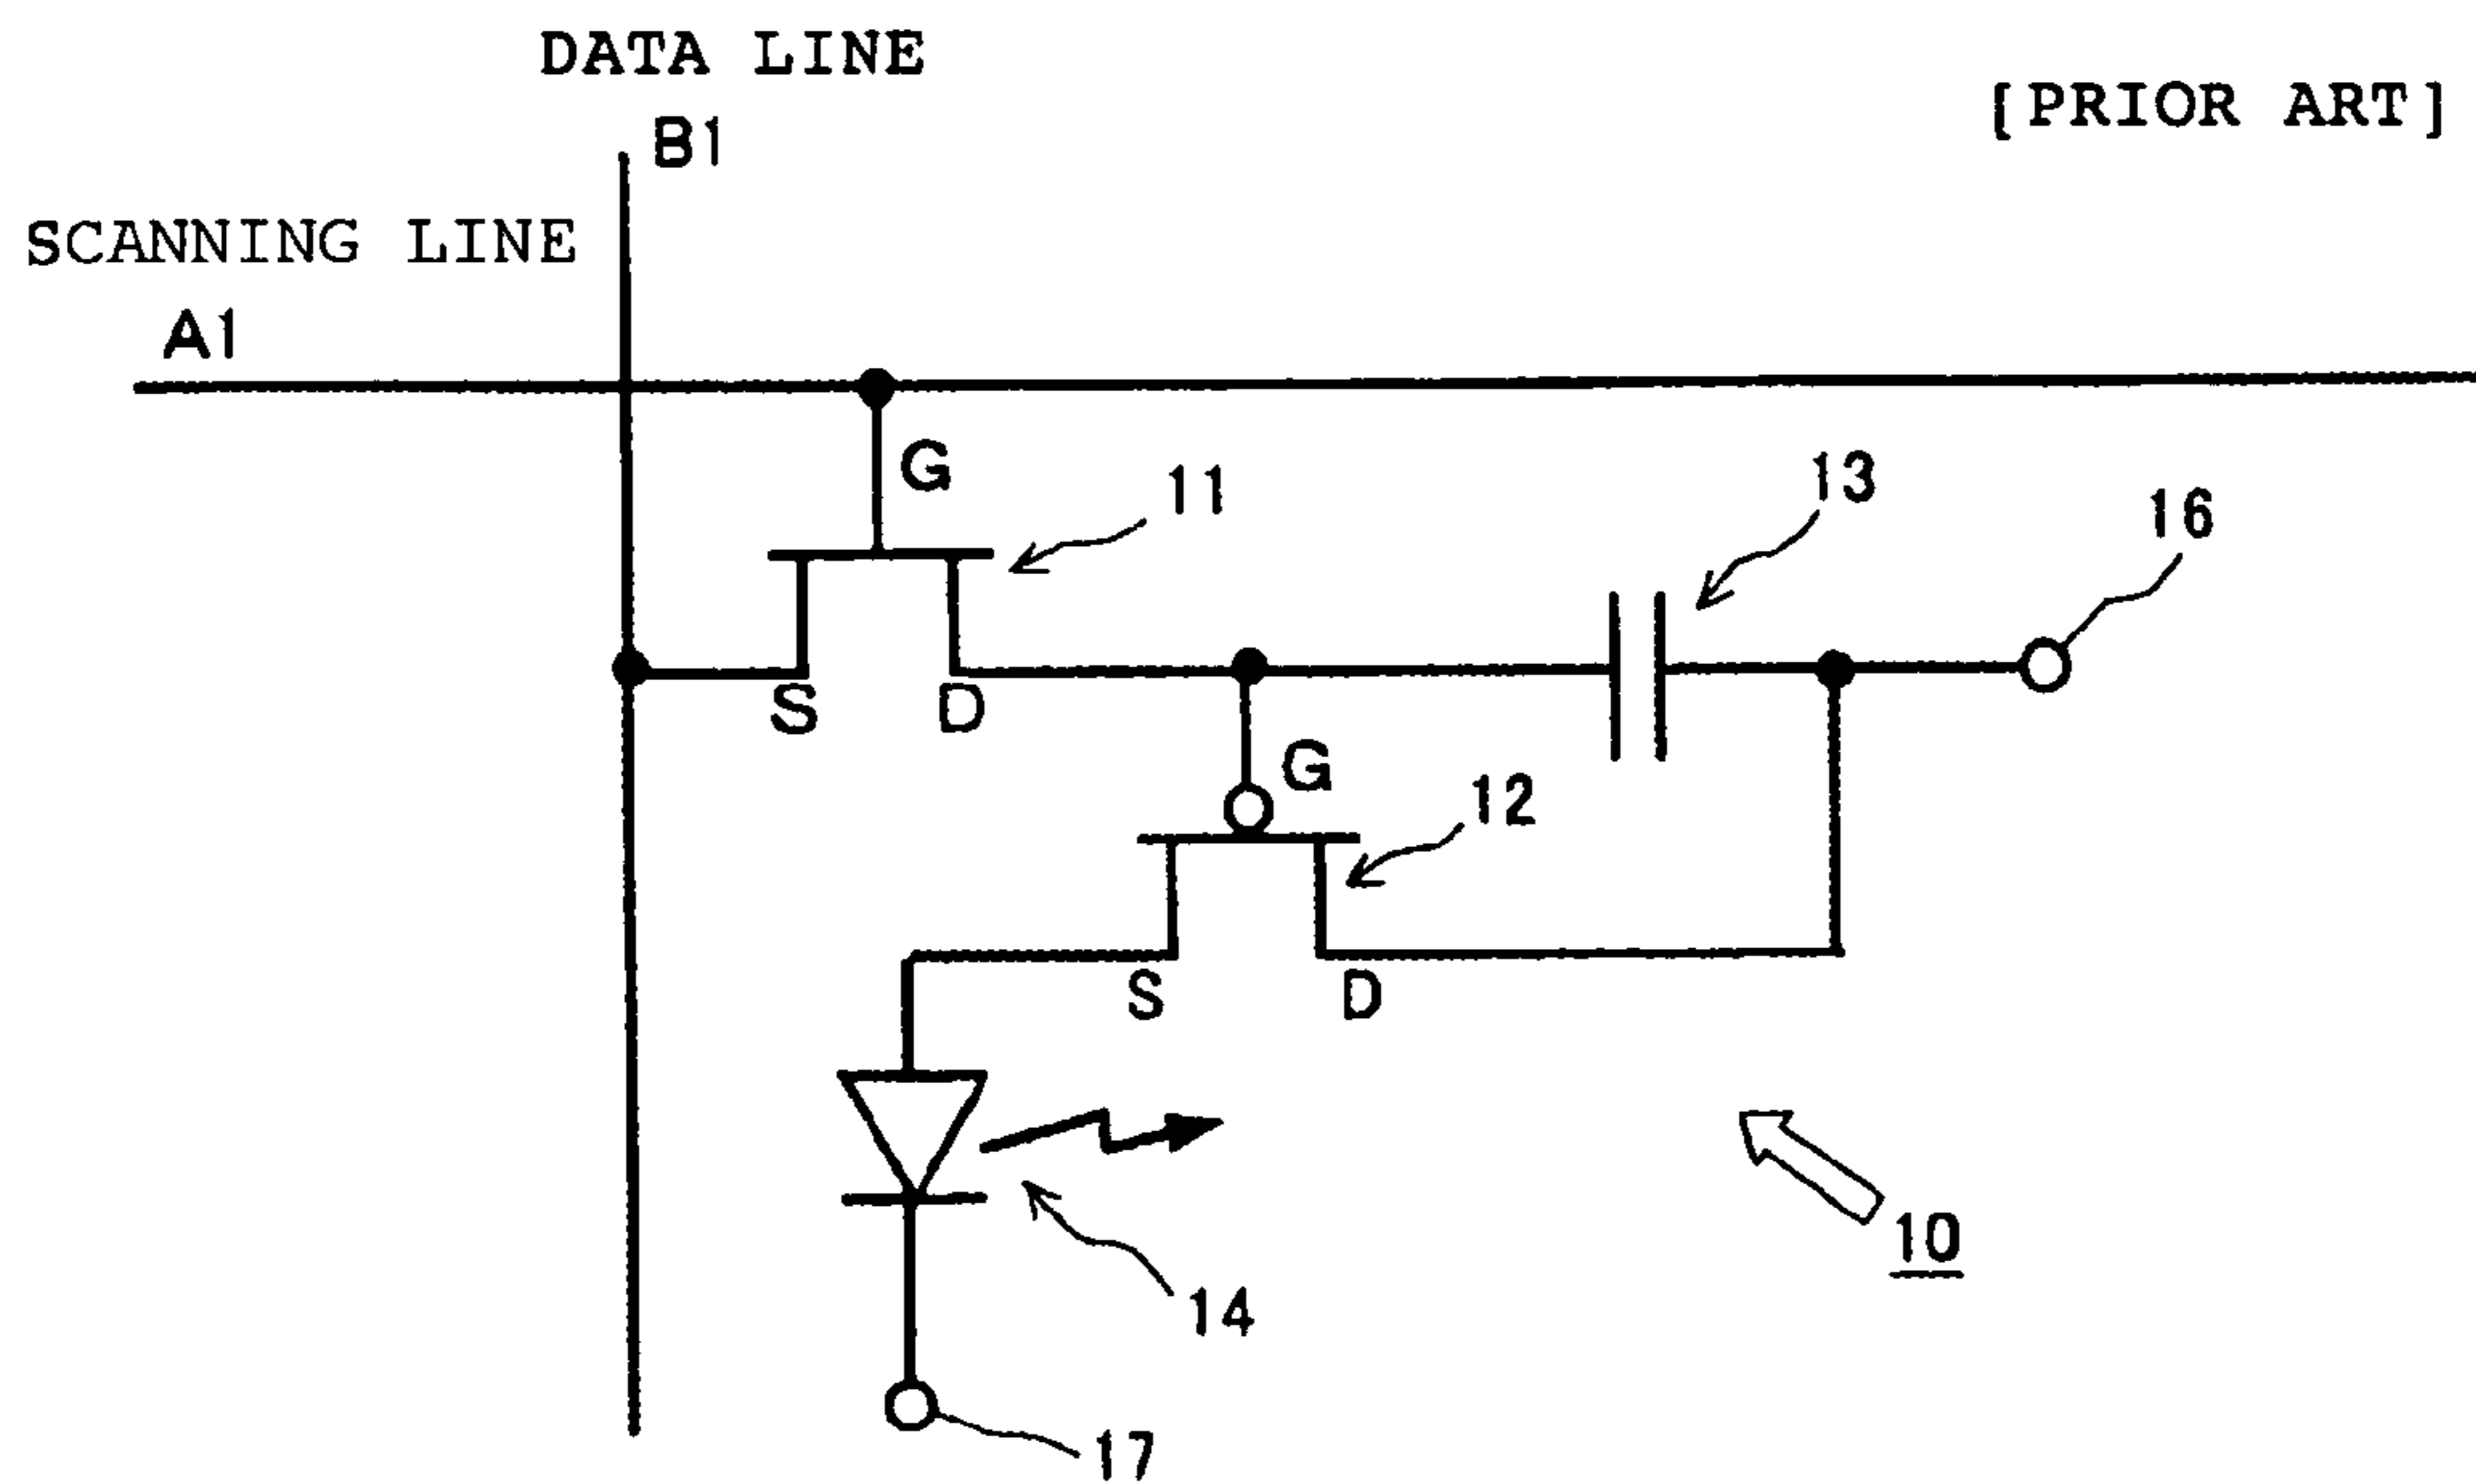 DATA LINE
B1
[PRIOR ART]
SCANNING LINE
A1
G
11
13
16
S
D
G
12
S
D
14
10
17